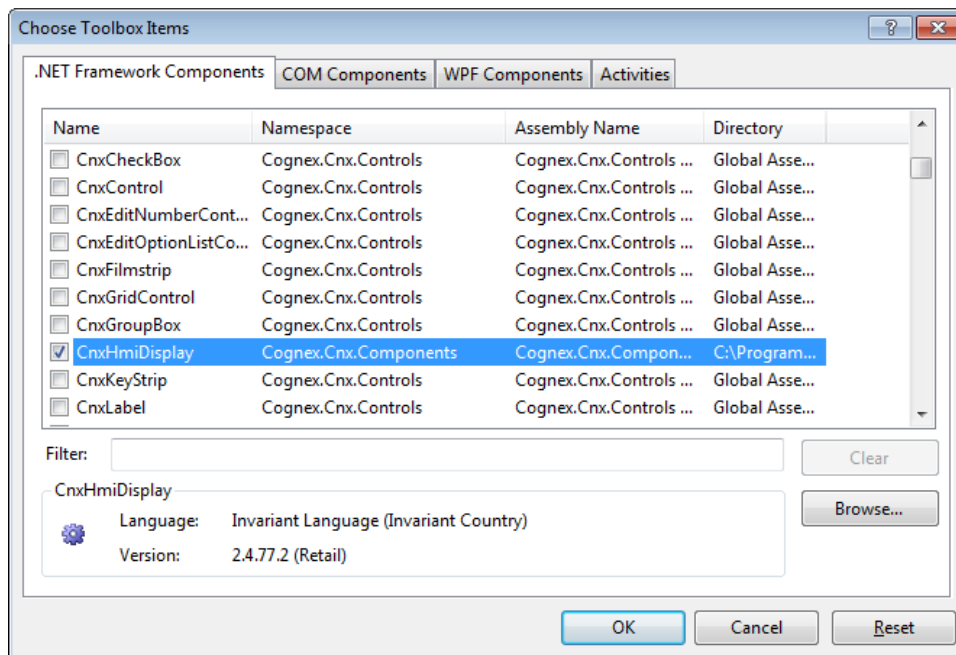 Choose Toolbox Items
.NET Framework Components COM Components WPF Components Activities
Name Namespace Assembly Name Directory
CnxCheckBox Cognex.Cnx.Controls Cognex.Cnx.Controls ... Global Asse...
CnxControl Cognex.Cnx.Controls Cognex.Cnx.Controls ... Global Asse...
CnxEditNumberCont... Cognex.Cnx.Controls Cognex.Cnx.Controls ... Global Asse...
CnxEditOptionListCo... Cognex.Cnx.Controls Cognex.Cnx.Controls ... Global Asse...
CnxFilmstrip Cognex.Cnx.Controls Cognex.Cnx.Controls ... Global Asse...
CnxGridControl Cognex.Cnx.Controls Cognex.Cnx.Controls ... Global Asse...
CnxGroupBox Cognex.Cnx.Controls Cognex.Cnx.Controls ... Global Asse...
CnxHmiDisplay Cognex.Cnx.Components Cognex.Cnx.Compon... C:\Program...
CnxKeyStrip Cognex.Cnx.Controls Cognex.Cnx.Controls ... Global Asse...
CnxLabel Cognex.Cnx.Controls Cognex.Cnx.Controls ... Global Asse...
Filter: Clear
CnxHmiDisplay
Browse...
Language: Invariant Language (Invariant Country)
Version: 2.4.77.2 (Retail)
OK Cancel Reset